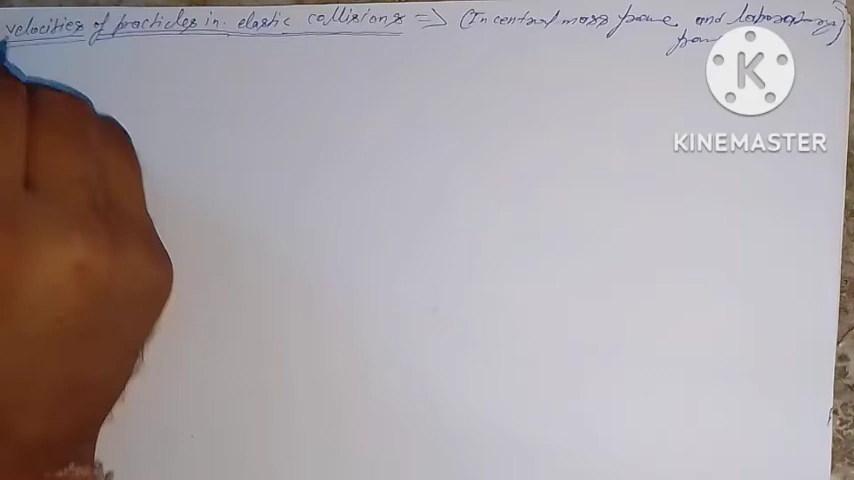 velocities of practicles in. elastic collisions => (In central mass frame and laboratory
frame
K
KINEMASTER